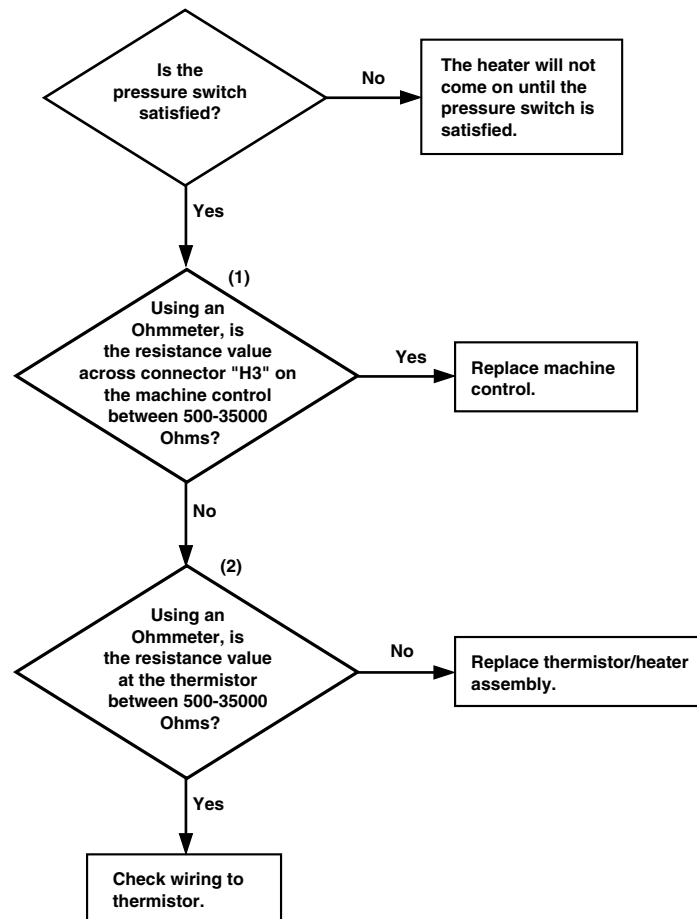 Is the
pressure switch
satisfied?
No
The heater will not
come on until the
pressure switch is
satisfied.
Yes
(1)
Using an
Ohmmeter, is
the resistance value
across connector "H3" on
the machine control
between 500-35000
Ohms?
Yes
Replace machine
control.
No
(2)
Using an
Ohmmeter, is
the resistance value
at the thermistor
between 500-35000
Ohms?
No
Replace thermistor/heater
assembly.
Yes
Check wiring to
thermistor.